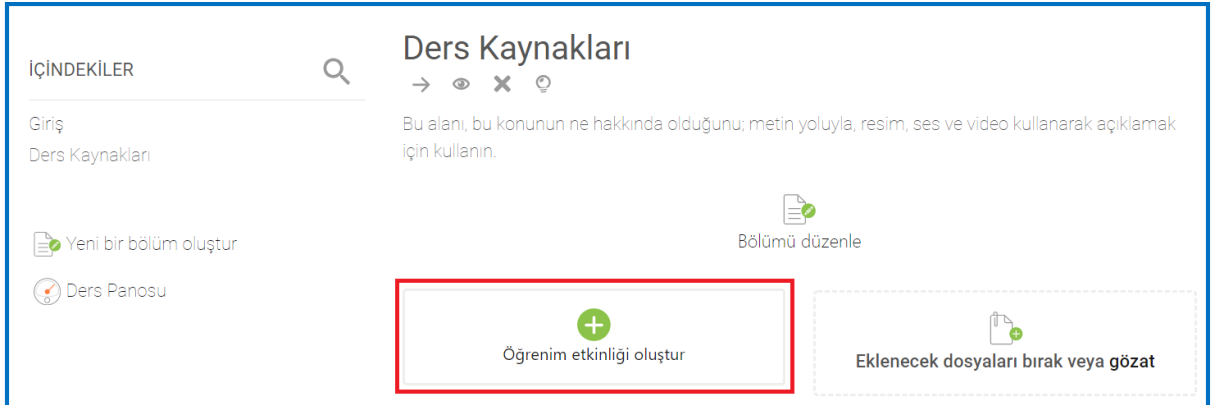 İÇİNDEKİLER
Giriş
Ders Kaynakları
Yeni bir bölüm oluştur
Ders Panosu
Ders Kaynakları
Bu alanı, bu konunun ne hakkında olduğunu; metin yoluyla, resim, ses ve video kullanarak açıklamak
için kullanın.
Bölümü düzenle
Öğrenim etkinliği oluştur
Eklenecek dosyaları bırak veya gözat